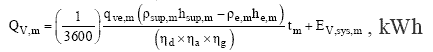 Q_V,m = (1/3600) q_ve,m(ρ_sup,m h_sup,m − ρ_e,m h_e,m)/(η_d × η_a × η_g) t_m + E_V,sys,m , kWh